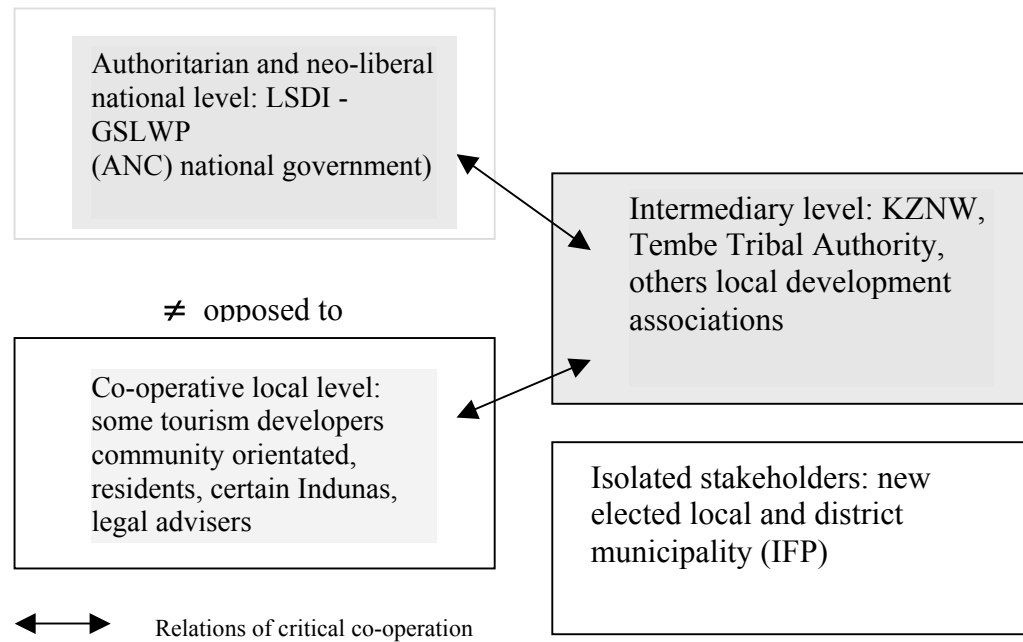 Authoritarian and neo-liberal
national level: LSDI -
GSLWP
(ANC) national government)
≠ opposed to
Co-operative local level:
some tourism developers
community orientated,
residents, certain Indunas,
legal advisers
Intermediary level: KZNW,
Tembe Tribal Authority,
others local development
associations
Isolated stakeholders: new
elected local and district
municipality (IFP)
Relations of critical co-operation